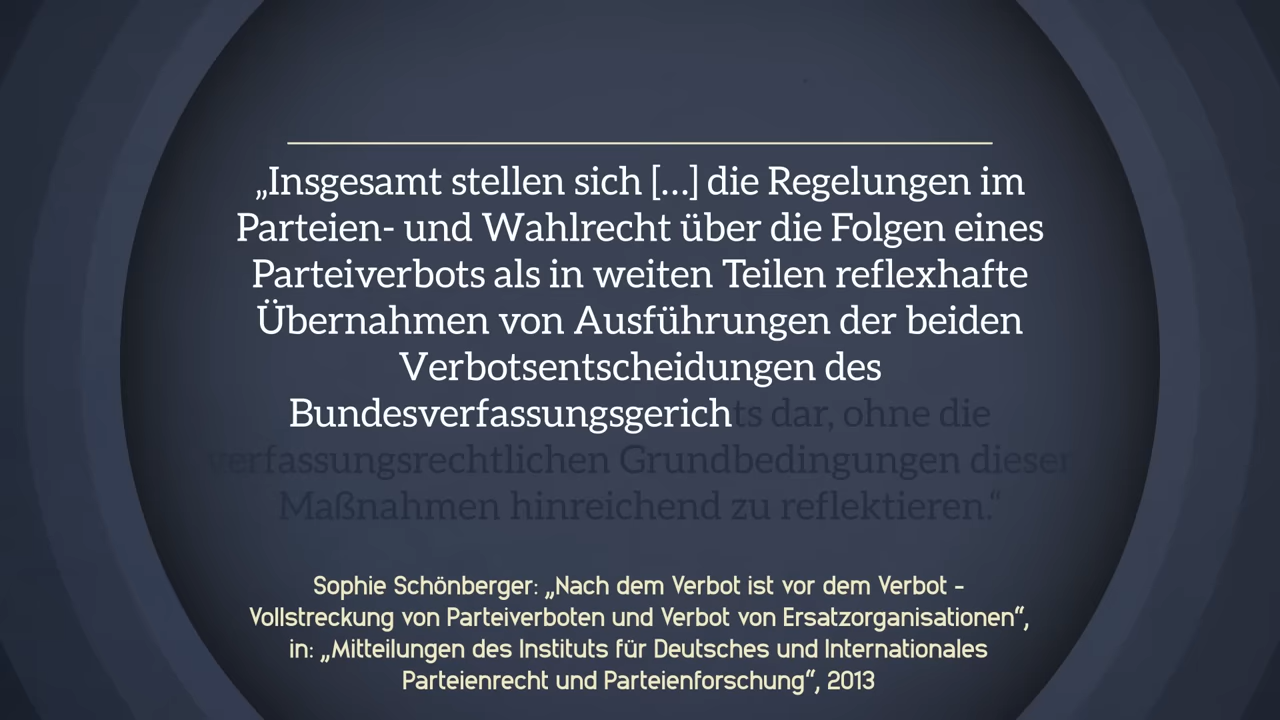 „Insgesamt stellen sich [...] die Regelungen im
Parteien- und Wahlrecht über die Folgen eines
Parteiverbots als in weiten Teilen reflexhafte
Übernahmen von Ausführungen der beiden
Verbotsentscheidungen des
Bundesverfassungsgerichts dar, ohne die
verfassungsrechtlichen Grundbedingungen dieser
Maßnahmen hinreichend zu reflektieren.“
Sophie Schönberger: „Nach dem Verbot ist vor dem Verbot -
Vollstreckung von Parteiverboten und Verbot von Ersatzorganisationen“,
in: „Mitteilungen des Instituts für Deutsches und Internationales
Parteienrecht und Parteienforschung“, 2013